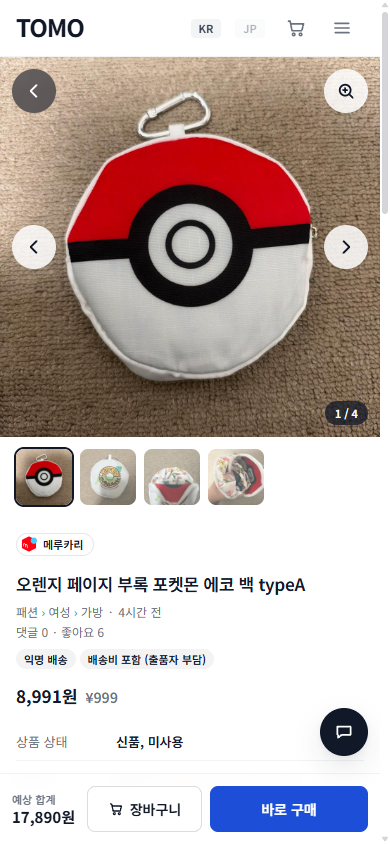 TOMO
KR
JP
1 / 4
메루카리
오렌지 페이지 부록 포켓몬 에코 백 typeA
패션 › 여성 › 가방 · 4시간 전
댓글 0 · 좋아요 6
익명 배송
배송비 포함 (출품자 부담)
8,991원 ¥999
상품 상태
신품, 미사용
예상 합계
17,890원
장바구니
바로 구매